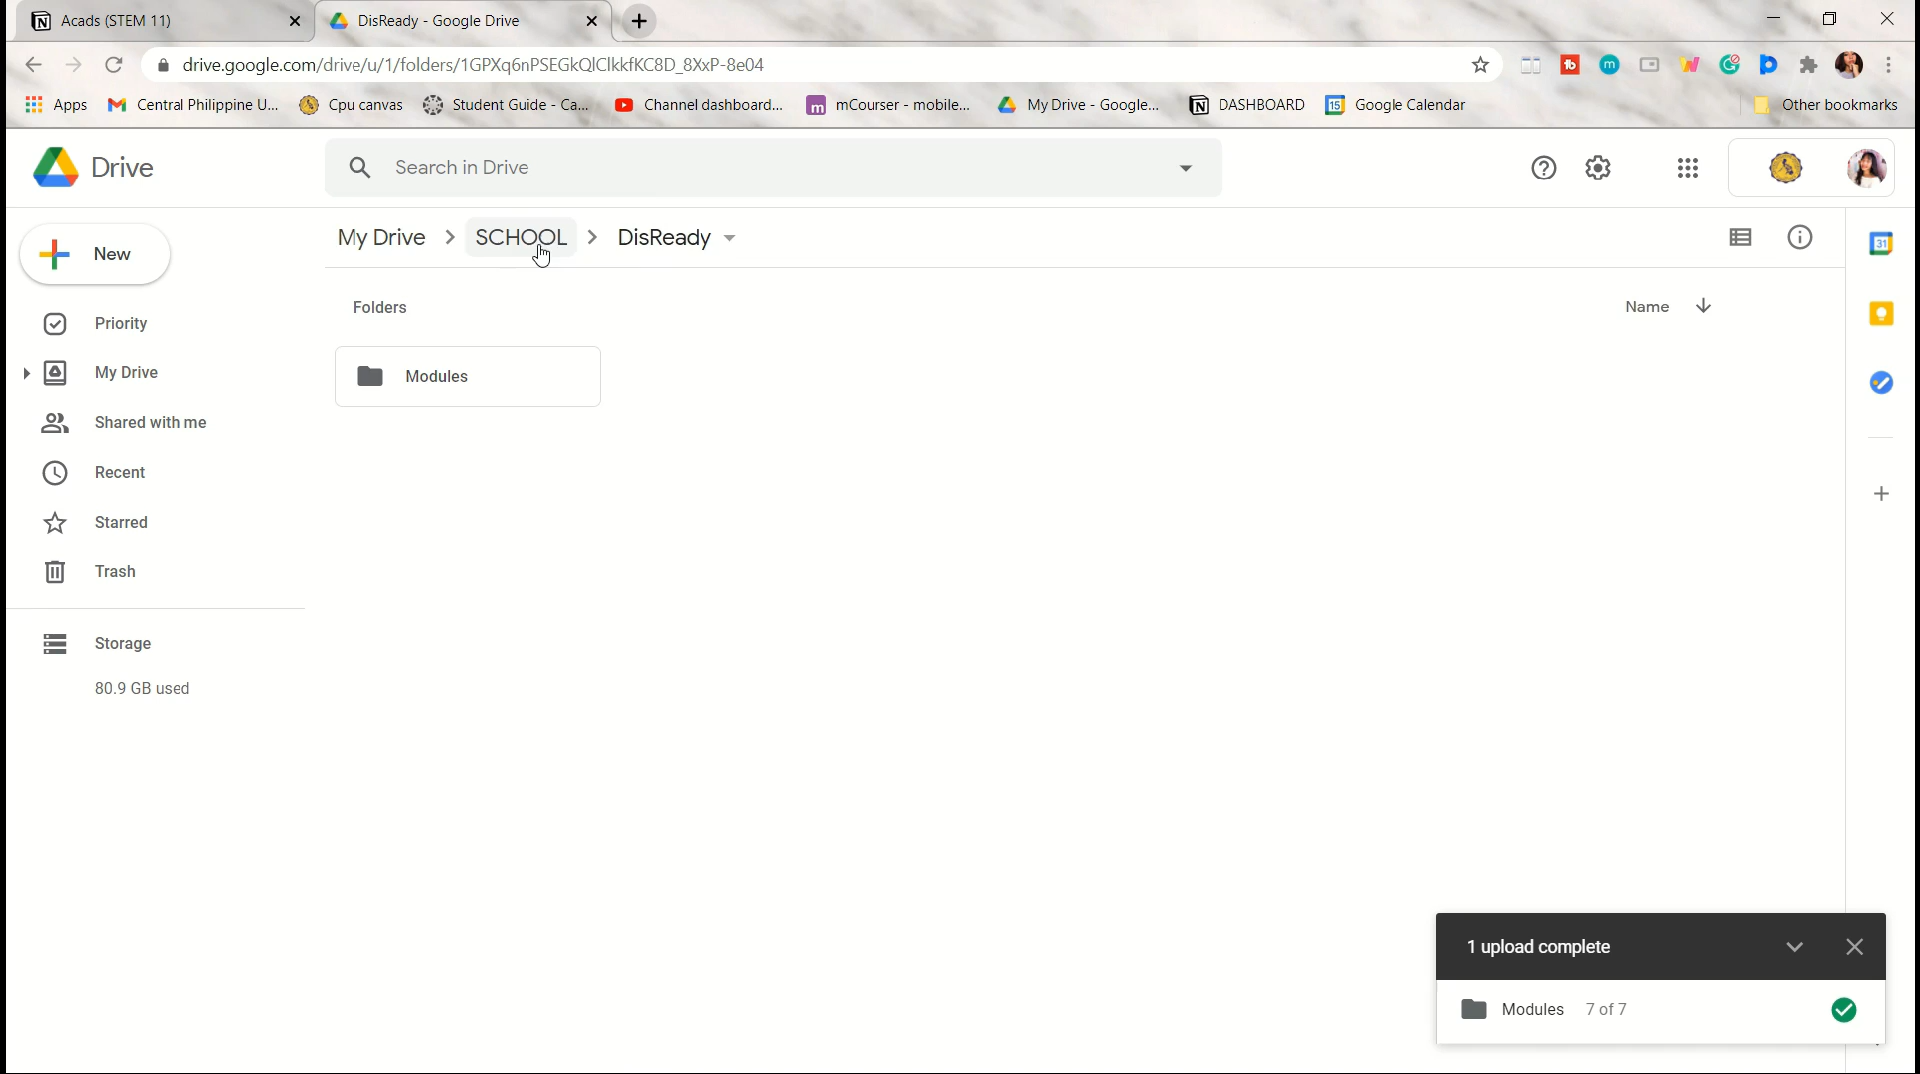 Acads (STEM 11)
DisReady - Google Drive
drive.google.com/drive/u/1/folders/1GPXq6nPSEGkQlClkkfKC8D_8XxP-8e04
Apps
Central Philippine U...
Cpu canvas
Student Guide - Ca...
Channel dashboard...
mCourser - mobile...
My Drive - Google...
DASHBOARD
Google Calendar
Other bookmarks
Drive
Search in Drive
New
My Drive > SCHOOL > DisReady
Folders
Name
Modules
Priority
My Drive
Shared with me
Recent
Starred
Trash
Storage
80.9 GB used
1 upload complete
Modules 7 of 7